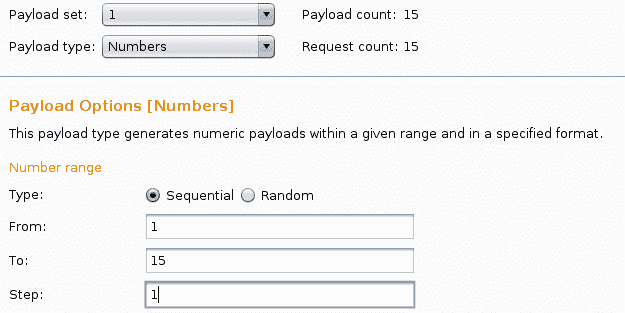 Payload set: 1 Payload count: 15
Payload type: Numbers Request count: 15
Payload Options [Numbers]
This payload type generates numeric payloads within a given range and in a specified format.
Number range
Type: Sequential Random
From: 1
To: 15
Step: 1